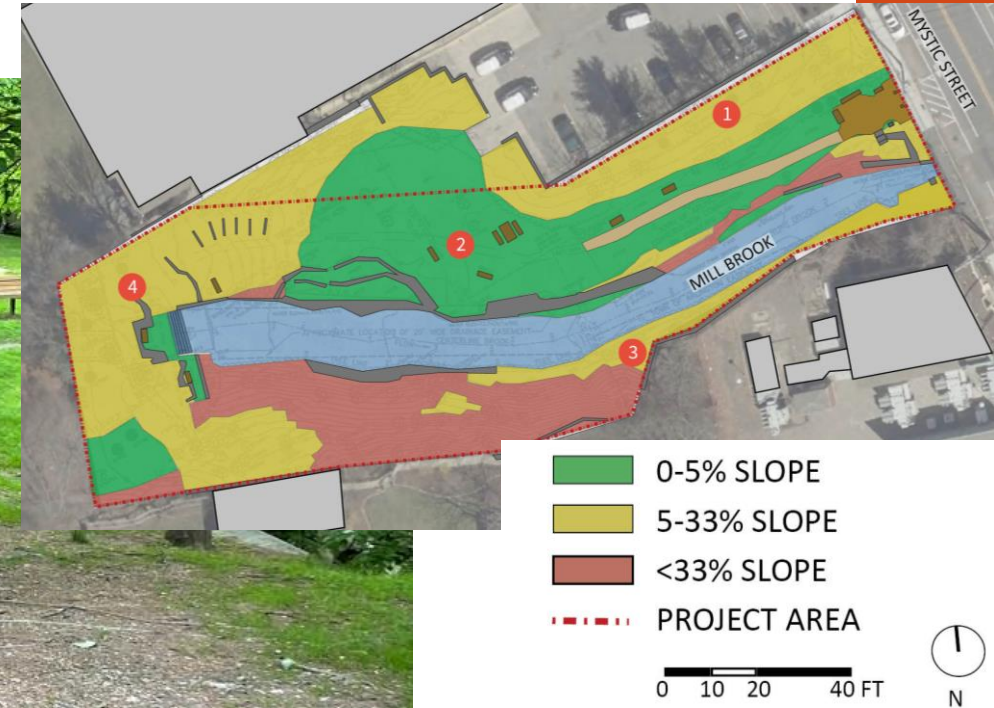 MYSTIC STREET
1
2
MILL BROOK
4
3
0-5% SLOPE
5-33% SLOPE
<33% SLOPE
PROJECT AREA
0 10 20 40 FT
N